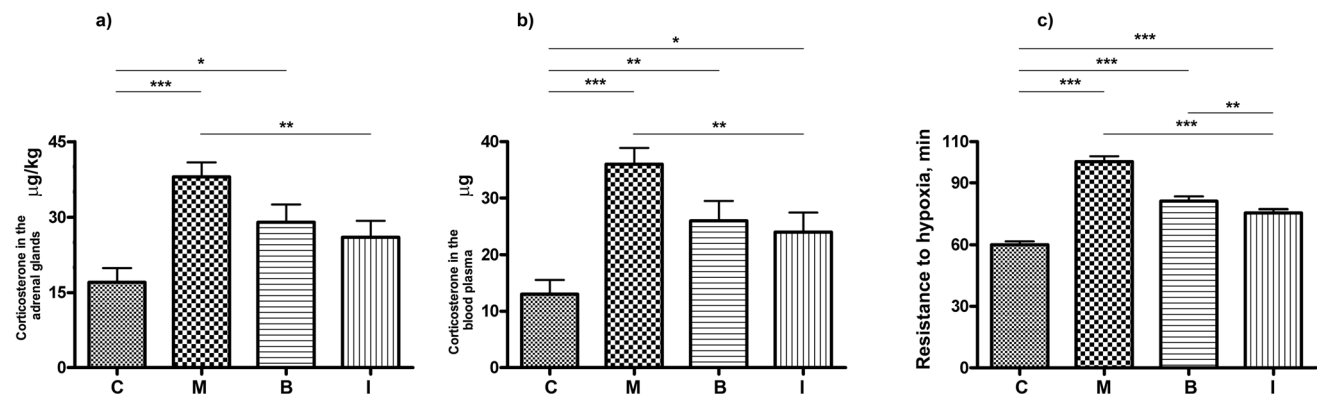 a)
*
***
**
Corticosterone in the
adrenal glands
µg/kg
45
30
15
0
C M B I
b)
*
**
***
**
Corticosterone in the
blood plasma
µg
40
30
20
10
0
C M B I
c)
***
***
***
**
***
Resistance to hypoxia, min
110
90
60
30
0
C M B I